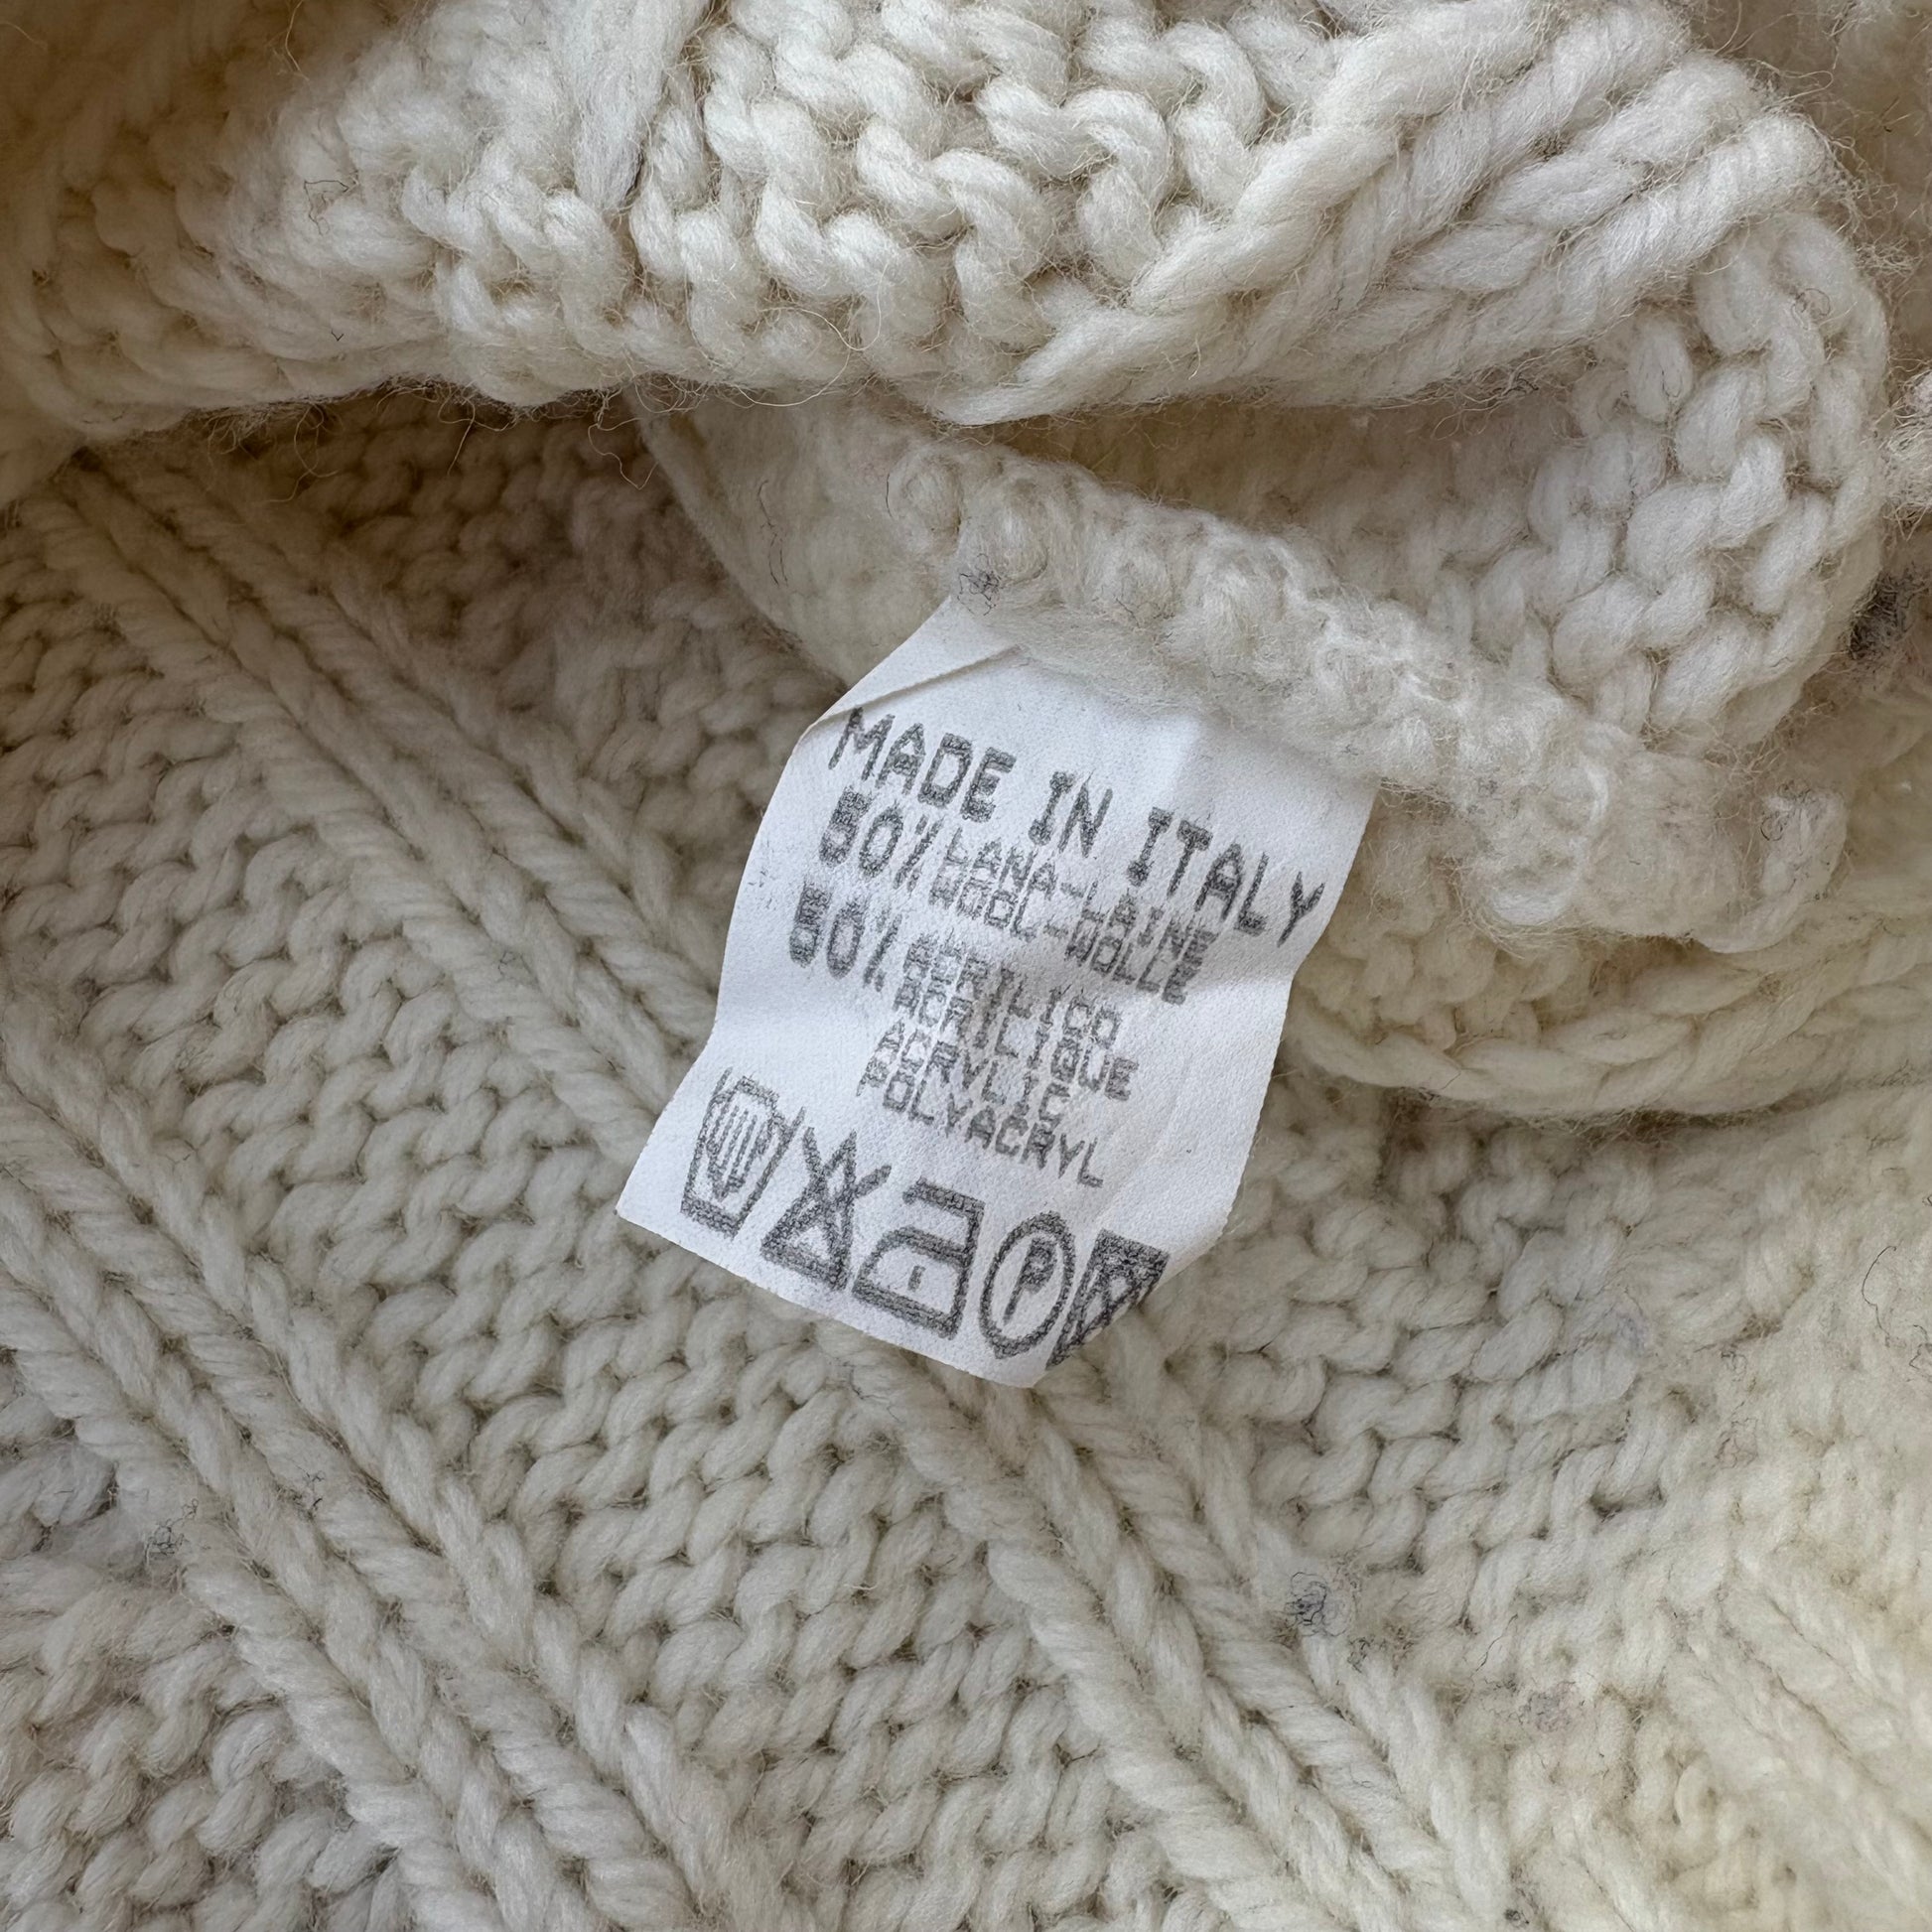 MADE IN ITALY
50% LANA-LAINE
WOOL-WOLLE
50% ACRILICO
ACRILIQUE
ACRYLIC
POLYACRYL
P